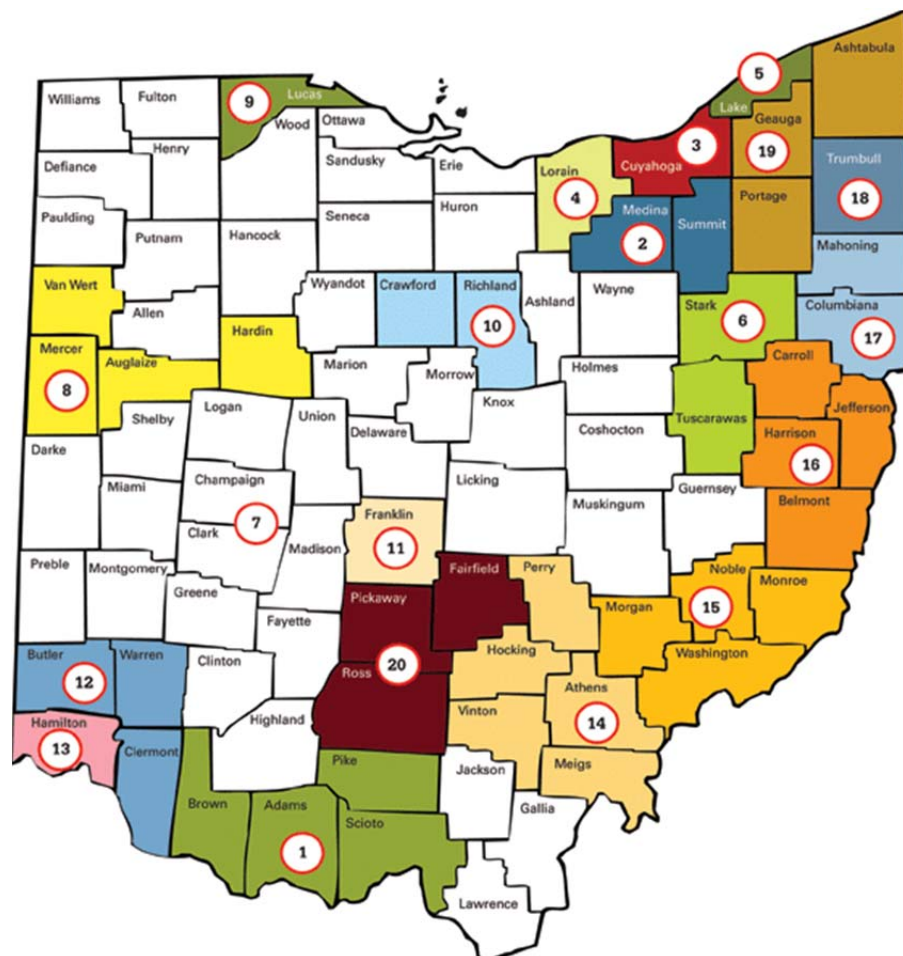 Ashtabula
5
Lake
Williams
Fulton
9
Lucas
Wood
Ottawa
Geauga
19
3
Cuyahoga
Henry
Sandusky
Erie
Lorain
4
Trumbull
18
Defiance
Medina
2
Summit
Portage
Paulding
Putnam
Hancock
Seneca
Huron
Mahoning
Van Wert
Allen
Wyandot
Crawford
Richland
10
Ashland
Wayne
Stark
6
Columbiana
17
Mercer
8
Auglaize
Hardin
Marion
Morrow
Holmes
Carroll
Jefferson
Shelby
Logan
Union
Delaware
Knox
Coshocton
Tuscarawas
Harrison
16
Darke
Miami
Champaign
7
Clark
Licking
Muskingum
Guernsey
Belmont
Preble
Montgomery
Greene
Madison
Franklin
11
Fairfield
Perry
Noble
15
Monroe
Fayette
Pickaway
20
Ross
Morgan
Washington
Butler
12
Warren
Clinton
Hocking
Athens
14
Hamilton
13
Clermont
Highland
Vinton
Meigs
Pike
Jackson
Gallia
Brown
Adams
1
Scioto
Lawrence